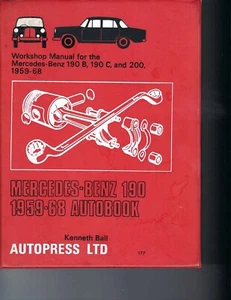 Workshop Manual for the
Mercedes-Benz 190 B, 190 C, and 200,
1959-68
MERCEDES-BENZ 190
1959-68 AUTOBOOK
Kenneth Ball
AUTOPRESS LTD